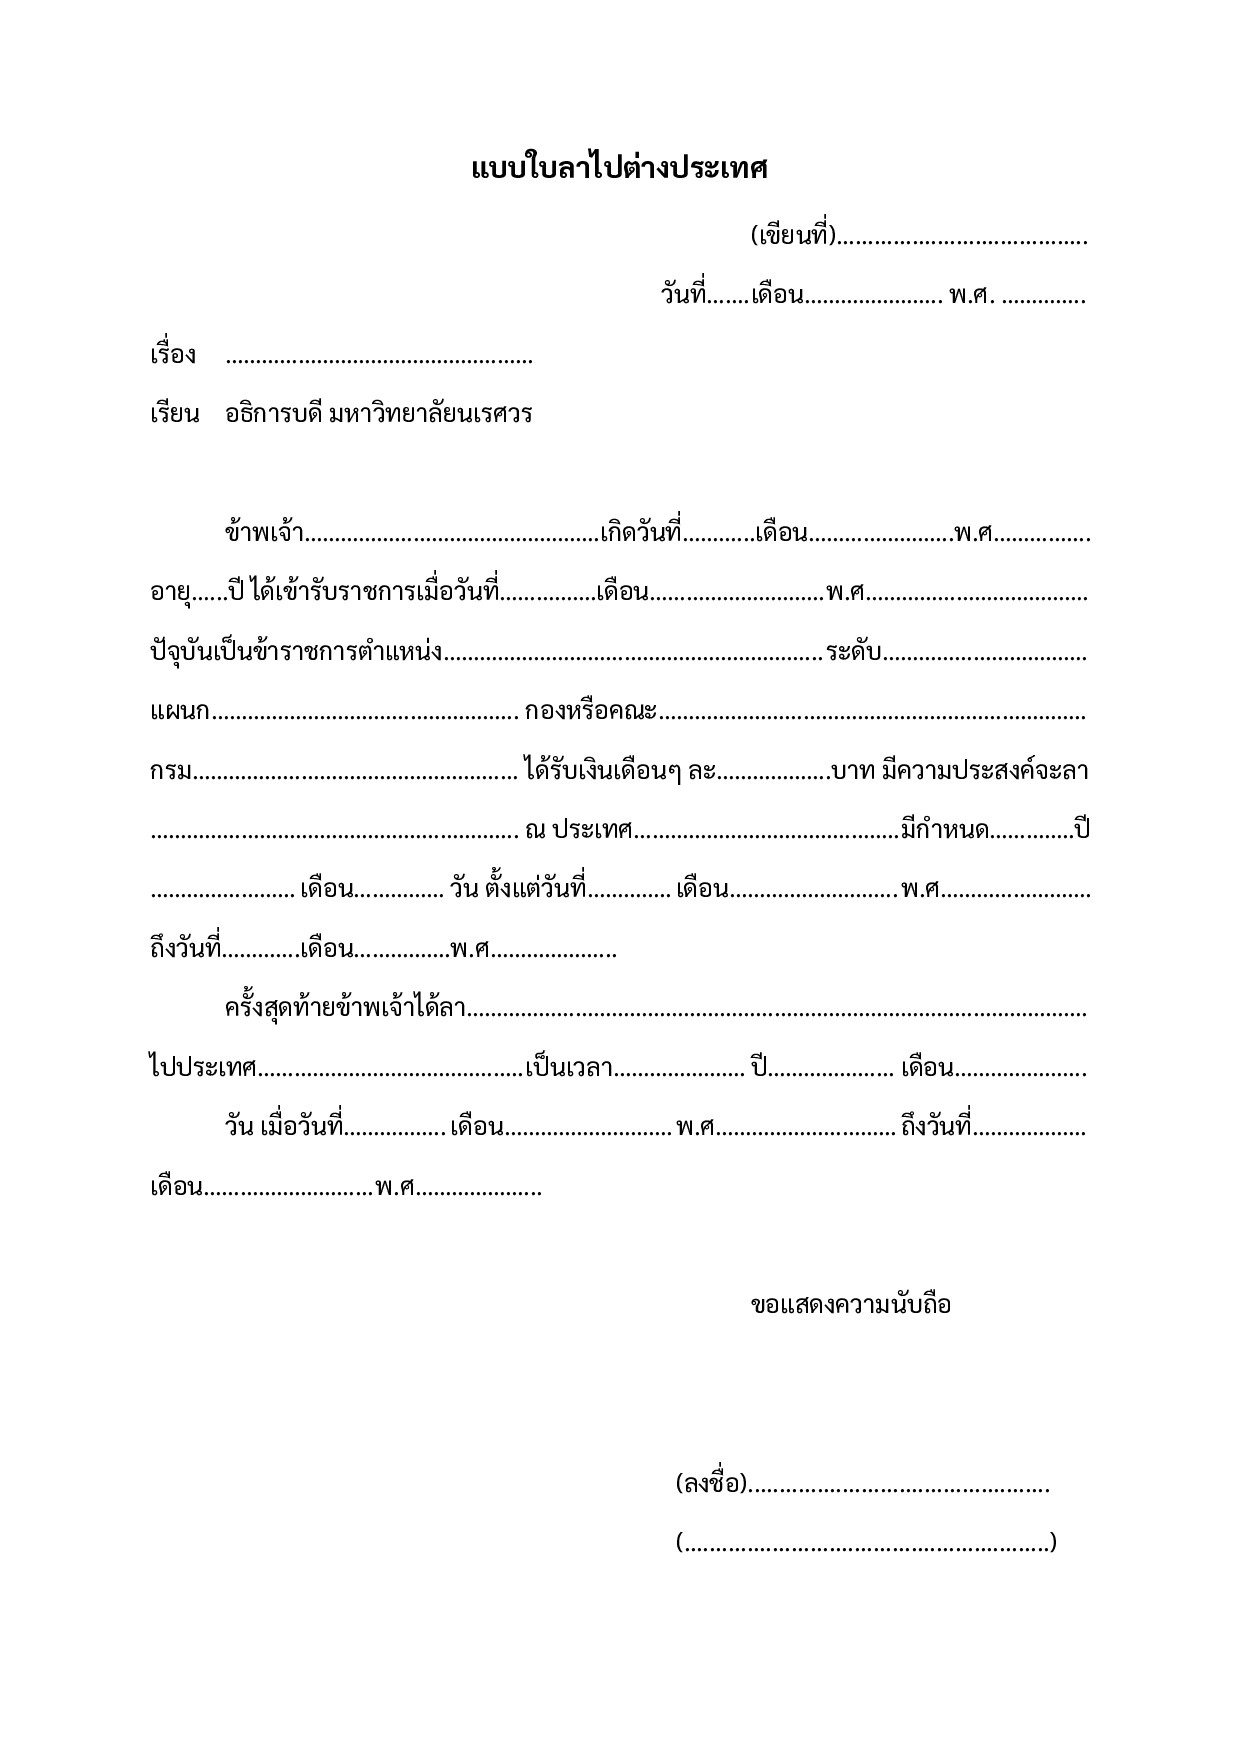 แบบใบลาไปต่างประเทศ
(เขียนที่)..........................................
วันที่.......เดือน....................... พ.ศ. ..............
เรื่อง ...................................................
เรียน อธิการบดี มหาวิทยาลัยนเรศวร
ข้าพเจ้า.................................................เกิดวันที่............เดือน........................พ.ศ................
อายุ......ปี ได้เข้ารับราชการเมื่อวันที่................เดือน.............................พ.ศ.....................................
ปัจจุบันเป็นข้าราชการตำแหน่ง...............................................................ระดับ..................................
แผนก................................................... กองหรือคณะ.......................................................................
กรม...................................................... ได้รับเงินเดือนๆ ละ...................บาท มีความประสงค์จะลา
............................................................. ณ ประเทศ............................................มีกำหนด..............ปี
........................ เดือน............... วัน ตั้งแต่วันที่.............. เดือน............................พ.ศ.........................
ถึงวันที่.............เดือน................พ.ศ.....................
ครั้งสุดท้ายข้าพเจ้าได้ลา.......................................................................................................
ไปประเทศ............................................เป็นเวลา...................... ปี..................... เดือน......................
วัน เมื่อวันที่................. เดือน............................ พ.ศ.............................. ถึงวันที่...................
เดือน............................พ.ศ.....................
ขอแสดงความนับถือ
(ลงชื่อ)..................................................
(.............................................................)